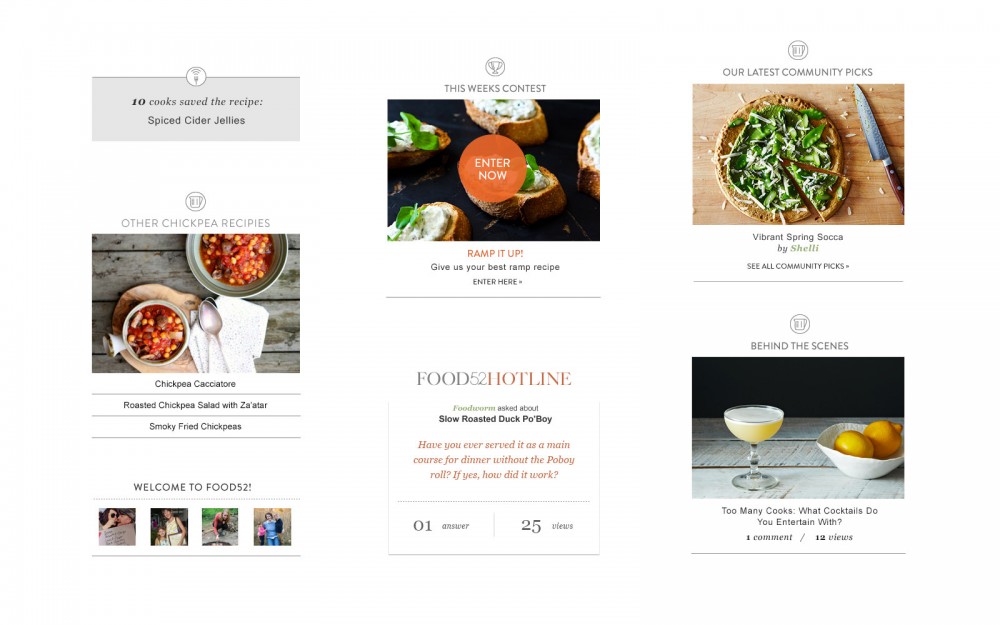 10 cooks saved the recipe:
Spiced Cider Jellies
OTHER CHICKPEA RECIPIES
Chickpea Cacciatore
Roasted Chickpea Salad with Za'atar
Smoky Fried Chickpeas
WELCOME TO FOOD52!
THIS WEEKS CONTEST
ENTER
NOW
RAMP IT UP!
Give us your best ramp recipe
ENTER HERE »
FOOD52HOTLINE
Foodworm asked about
Slow Roasted Duck Po'Boy
Have you ever served it as a main
course for dinner without the Poboy
roll? If yes, how did it work?
01 answer
25 views
OUR LATEST COMMUNITY PICKS
Vibrant Spring Socca
by Shelli
SEE ALL COMMUNITY PICKS »
BEHIND THE SCENES
Too Many Cooks: What Cocktails Do
You Entertain With?
1 comment / 12 views